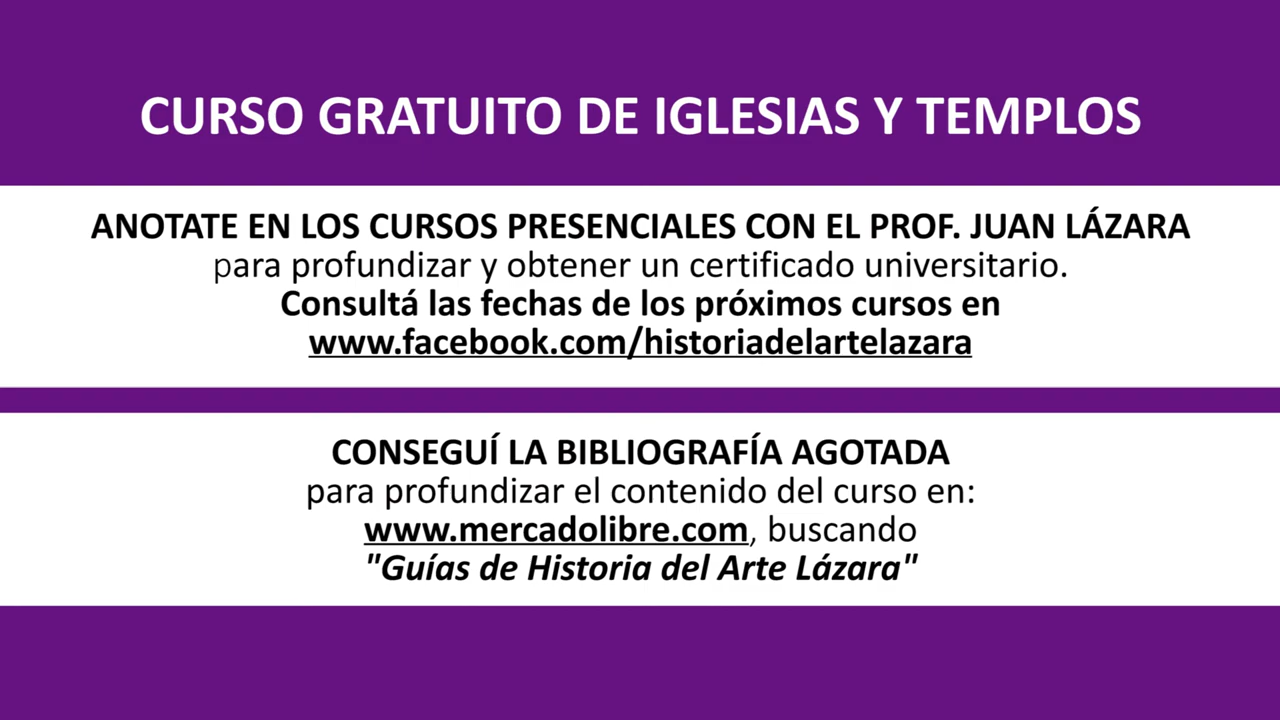 CURSO GRATUITO DE IGLESIAS Y TEMPLOS
ANOTATE EN LOS CURSOS PRESENCIALES CON EL PROF. JUAN LÁZARA
para profundizar y obtener un certificado universitario.
Consultá las fechas de los próximos cursos en
www.facebook.com/historiadelartelazara
CONSEGUÍ LA BIBLIOGRAFÍA AGOTADA
para profundizar el contenido del curso en:
www.mercadolibre.com, buscando
"Guías de Historia del Arte Lázara"